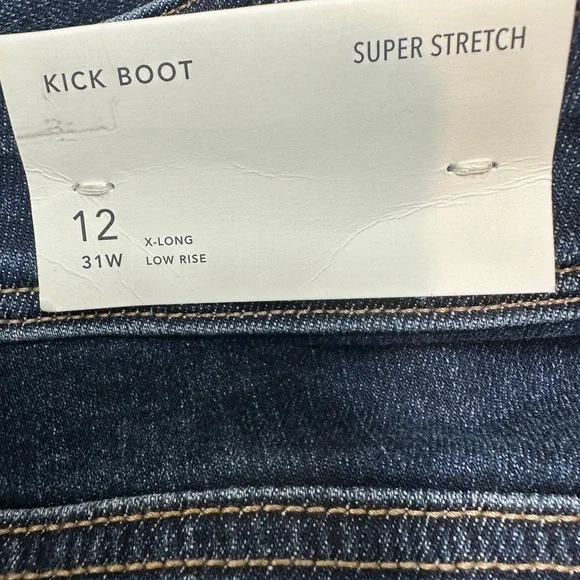 KICK BOOT
SUPER STRETCH
12 X-LONG
31W LOW RISE